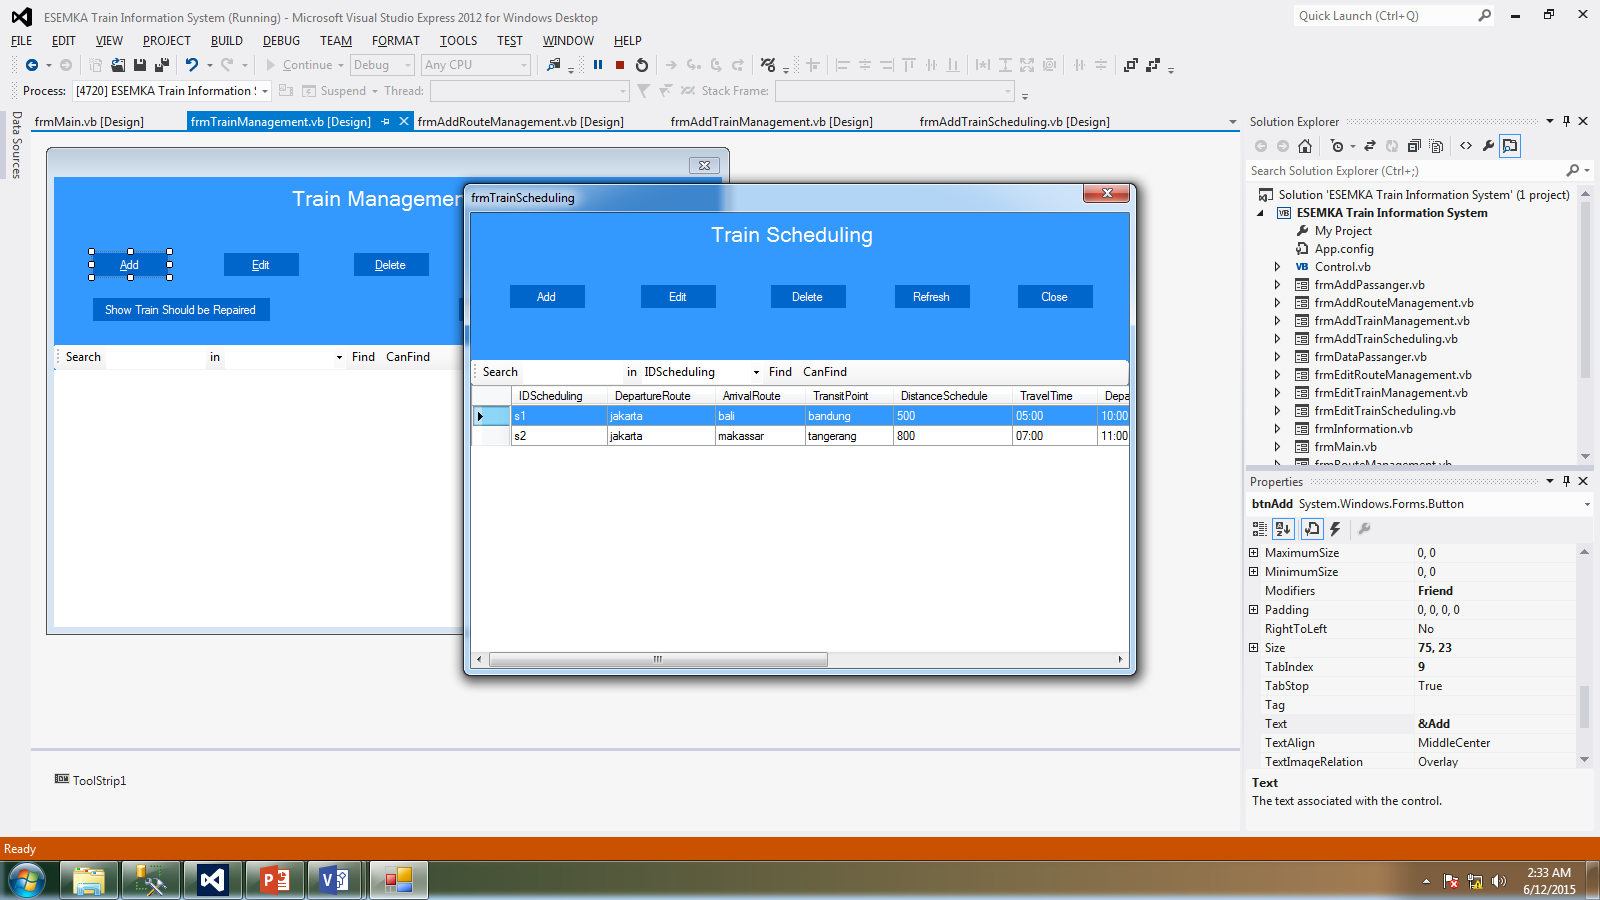 ESEMKA Train Information System (Running) - Microsoft Visual Studio Express 2012 for Windows Desktop
Quick Launch (Ctrl+Q)
FILE EDIT VIEW PROJECT BUILD DEBUG TEAM FORMAT TOOLS TEST WINDOW HELP
Continue Debug Any CPU
Process: [4720] ESEMKA Train Information Suspend Thread: Stack Frame:
Data Sources
frmMain.vb [Design] frmTrainManagement.vb [Design] frmAddRouteManagement.vb [Design] frmAddTrainManagement.vb [Design] frmAddTrainScheduling.vb [Design]
Train Managemen
Add Edit Delete
Show Train Should be Repaired
Search in Find CanFind
frmTrainScheduling
Train Scheduling
Add Edit Delete Refresh Close
Search in IDScheduling Find CanFind
IDScheduling DepartureRoute ArrivalRoute TransitPoint DistanceSchedule TravelTime Depa
s1 jakarta bali bandung 500 05:00 10:00
s2 jakarta makassar tangerang 800 07:00 11:00
ToolStrip1
Solution Explorer
Search Solution Explorer (Ctrl+;)
Solution 'ESEMKA Train Information System' (1 project)
VB ESEMKA Train Information System
My Project
App.config
VB Control.vb
frmAddPassanger.vb
frmAddRouteManagement.vb
frmAddTrainManagement.vb
frmAddTrainScheduling.vb
frmDataPassanger.vb
frmEditRouteManagement.vb
frmEditTrainManagement.vb
frmEditTrainScheduling.vb
frmInformation.vb
frmMain.vb
frmRouteManagement.vb
Properties
btnAdd System.Windows.Forms.Button
MaximumSize 0, 0
MinimumSize 0, 0
Modifiers Friend
Padding 0, 0, 0, 0
RightToLeft No
Size 75, 23
TabIndex 9
TabStop True
Tag
Text &Add
TextAlign MiddleCenter
TextImageRelation Overlay
Text
The text associated with the control.
Ready
2:33 AM
6/12/2015